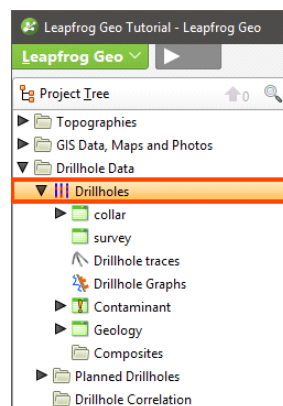 Leapfrog Geo Tutorial - Leapfrog Geo
Leapfrog Geo
Project Tree
0
Topographies
GIS Data, Maps and Photos
Drillhole Data
Drillholes
collar
survey
Drillhole traces
Drillhole Graphs
Contaminant
Geology
Composites
Planned Drillholes
Drillhole Correlation